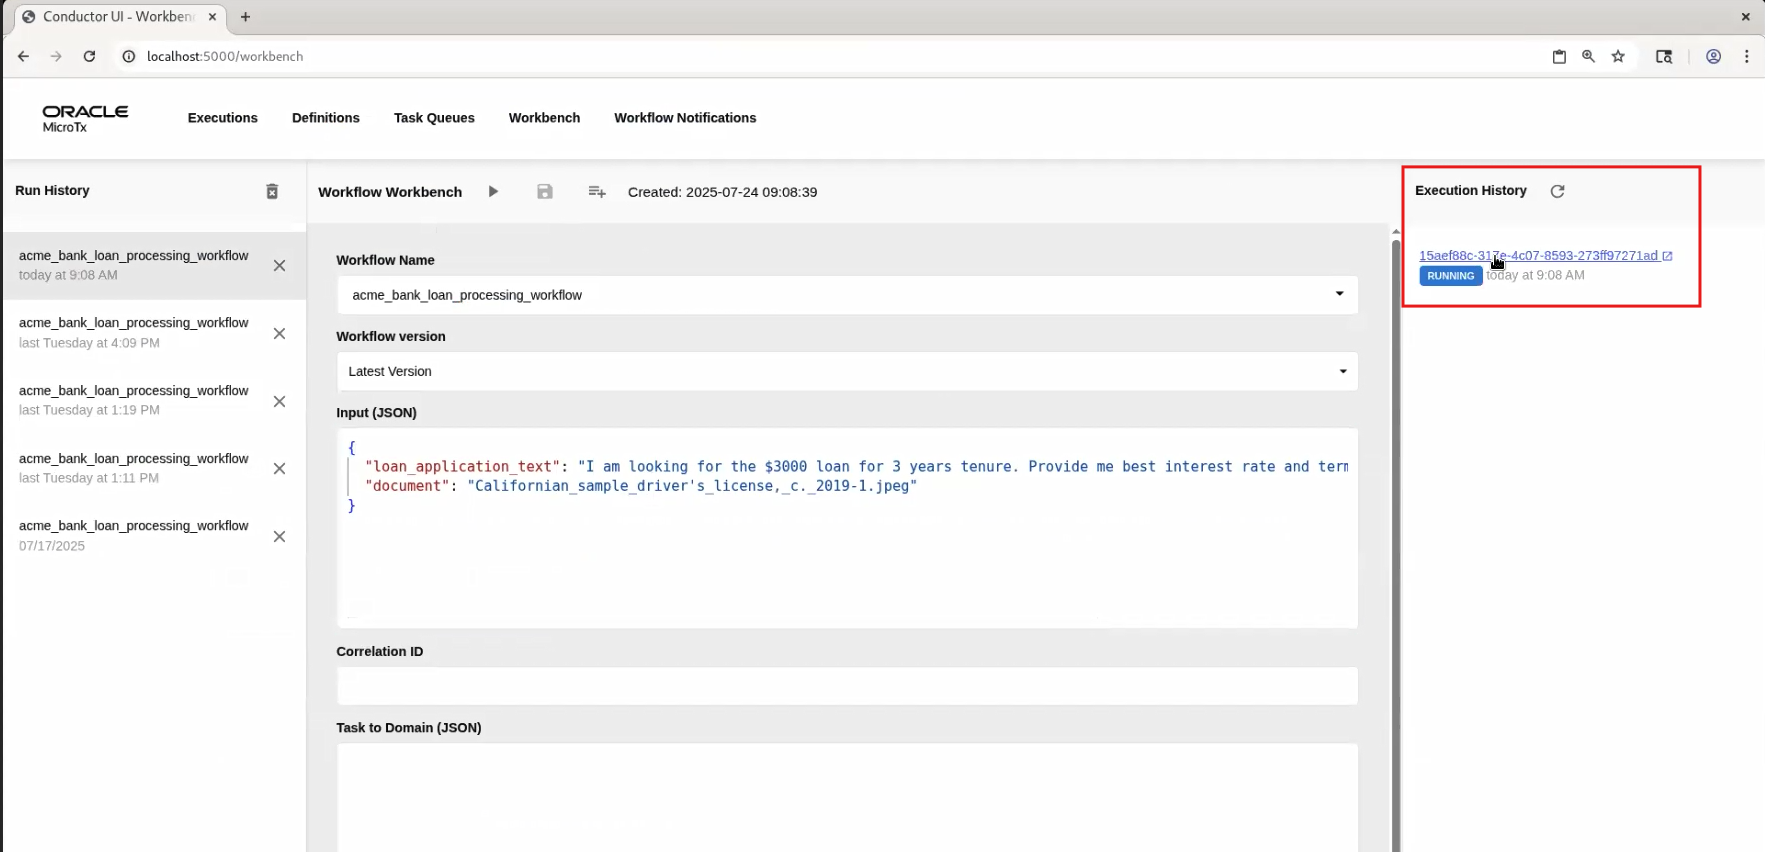 Conductor UI - Workben
localhost:5000/workbench
ORACLE
MicroTx
Executions
Definitions
Task Queues
Workbench
Workflow Notifications
Run History
acme_bank_loan_processing_workflow
today at 9:08 AM
acme_bank_loan_processing_workflow
last Tuesday at 4:09 PM
acme_bank_loan_processing_workflow
last Tuesday at 1:19 PM
acme_bank_loan_processing_workflow
last Tuesday at 1:11 PM
acme_bank_loan_processing_workflow
07/17/2025
Workflow Workbench
Created: 2025-07-24 09:08:39
Workflow Name
acme_bank_loan_processing_workflow
Workflow version
Latest Version
Input (JSON)
{
"loan_application_text": "I am looking for the $3000 loan for 3 years tenure. Provide me best interest rate and term
"document": "Californian_sample_driver's_license,_c._2019-1.jpeg"
}
Correlation ID
Task to Domain (JSON)
Execution History
15aef88c-317e-4c07-8593-273ff97271ad
RUNNING today at 9:08 AM